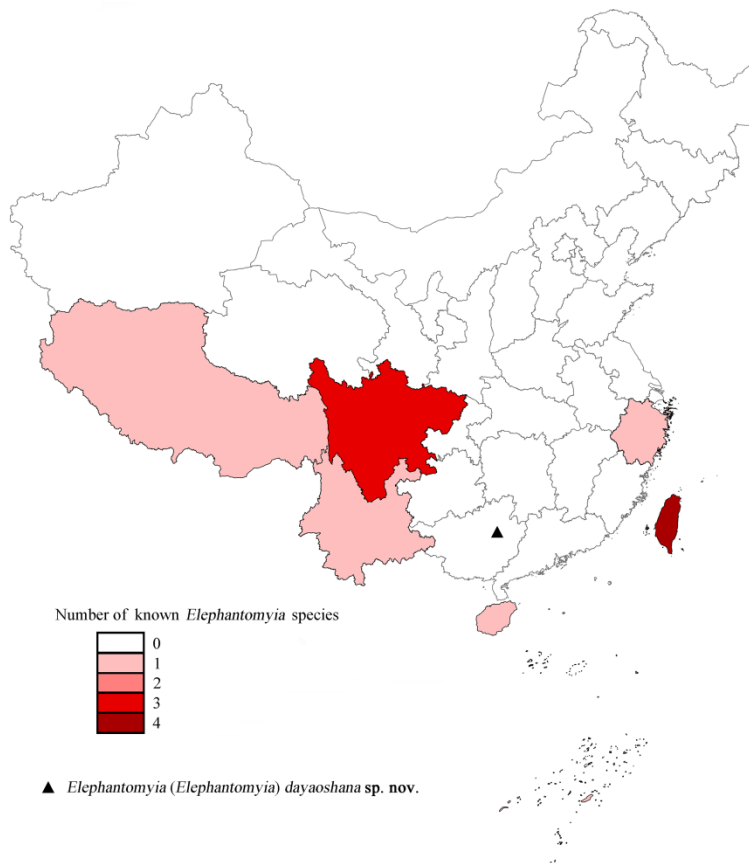 Number of known Elephantomyia species
0
1
2
3
4
▲ Elephantomyia (Elephantomyia) dayaoshana sp. nov.